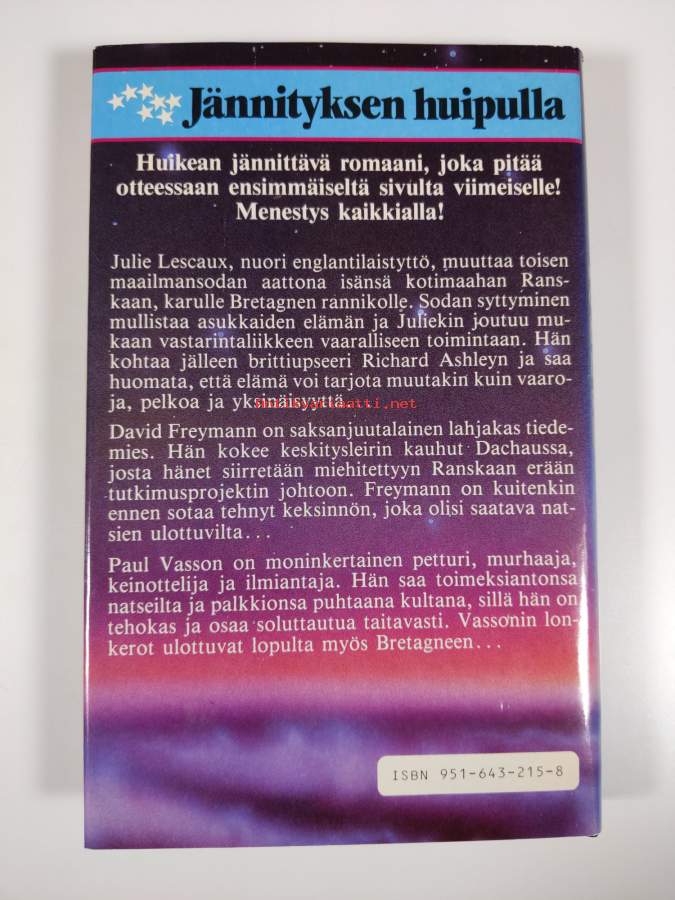 Jännityksen huipulla
Huikean jännittävä romaani, joka pitää
otteessaan ensimmäiseltä sivulta viimeiselle!
Menestys kaikkialla!
Julie Lescaux, nuori englantilaistyttö, muuttaa toisen
maailmansodan aattona isänsä kotimaahan Rans-
kaan, karulle Bretagnen rannikolle. Sodan syttyminen
mullistaa asukkaiden elämän ja Juliekin joutuu mu-
kaan vastarintaliikkeen vaaralliseen toimintaan. Hän
kohtaa jälleen brittiupseeri Richard Ashleyn ja saa
huomata, että elämä voi tarjota muutakin kuin vaaro-
ja, pelkoa ja yksinäisyyttä...
David Freymann on saksanjuutalainen lahjakas tiede-
mies. Hän kokee keskitysleirin kauhut Dachaussa,
josta hänet siirretään miehitettyyn Ranskaan erään
tutkimusprojektin johtoon. Freymann on kuitenkin
ennen sotaa tehnyt keksinnön, joka olisi saatava nat-
sien ulottuvilta...
Paul Vasson on moninkertainen petturi, murhaaja,
keinottelija ja ilmiantaja. Hän saa toimeksiantonsa
natseilta ja palkkionsa puhtaana kultana, sillä hän on
tehokas ja osaa soluttautua taitavasti. Vassonin lon-
kerot ulottuvat lopulta myös Bretagneen...
ISBN 951-643-215-8